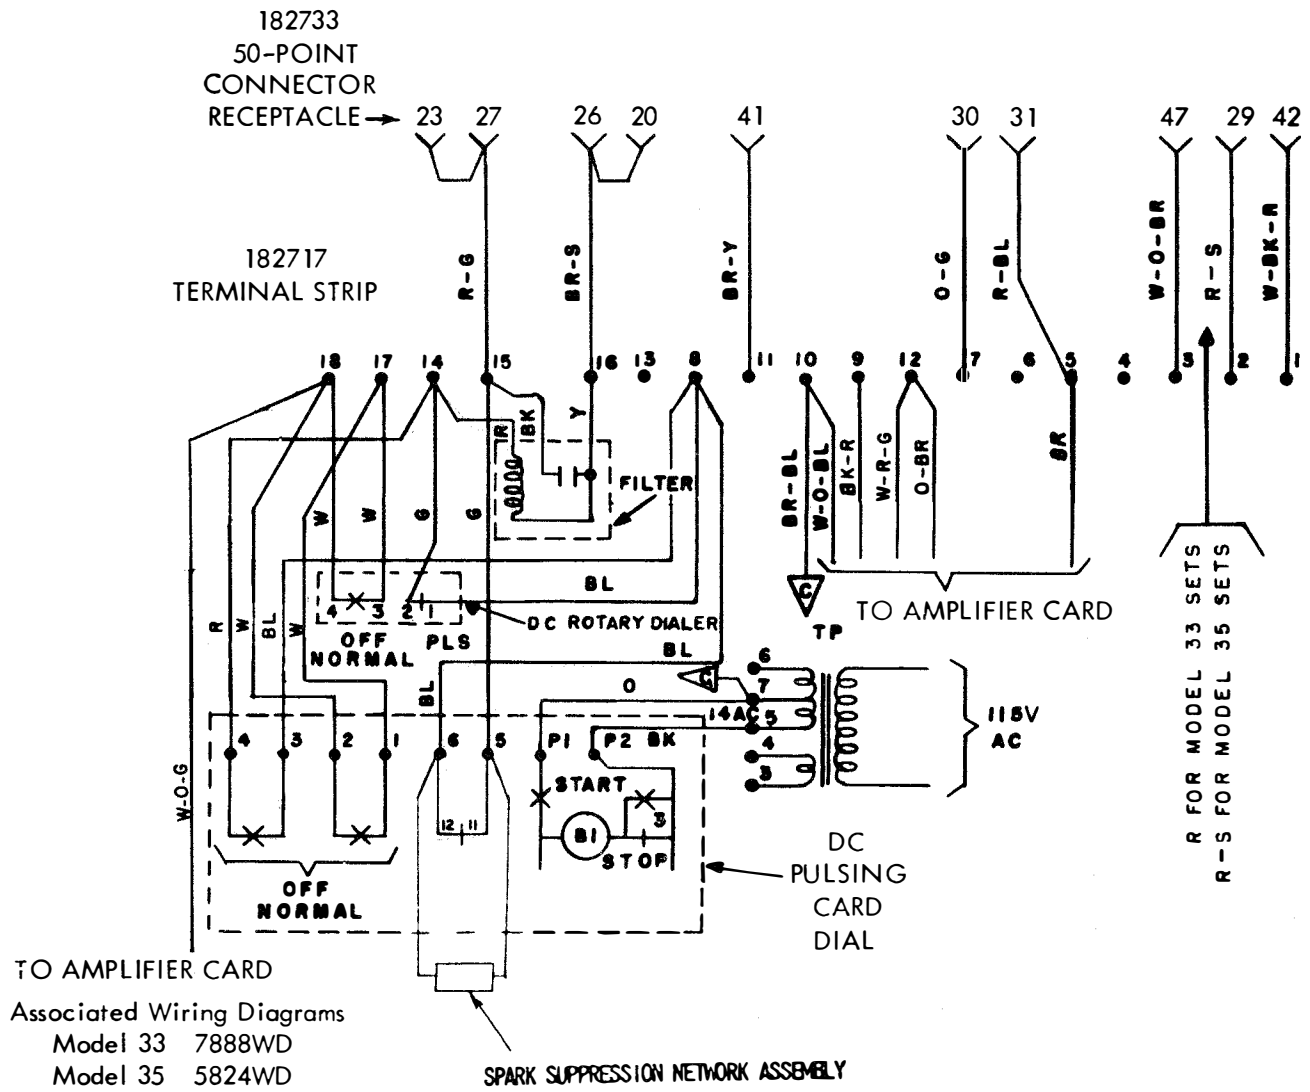 182733
50-POINT
CONNECTOR
RECEPTACLE
23 27 26 20 41 30 31 47 29 42
182717
TERMINAL STRIP
R-G
BR-S
BR-Y
O-G
R-BL
W-O-BR
R-S
W-BK-R
18 17 14 15 16 13 8 11 10 9 12 7 6 5 4 3 2 1
R
BK
Y
FILTER
W
W
G
G
BR-BL
W-O-BL
BK-R
W-R-G
O-BR
BR
4 3 2 1
BL
C
TO AMPLIFIER CARD
DC ROTARY DIALER
OFF
NORMAL
PLS
R
W
BL
W
BL
BL
O
C
TP
6
7
14AC
5
4
3
115V
AC
4 3 2 1 6 5 P1 P2 BK
START
12 11
B1
STOP
OFF
NORMAL
W-O-G
DC
PULSING
CARD
DIAL
R FOR MODEL 33 SETS
R-S FOR MODEL 35 SETS
TO AMPLIFIER CARD
Associated Wiring Diagrams
Model 33 7888WD
Model 35 5824WD
SPARK SUPPRESSION NETWORK ASSEMBLY